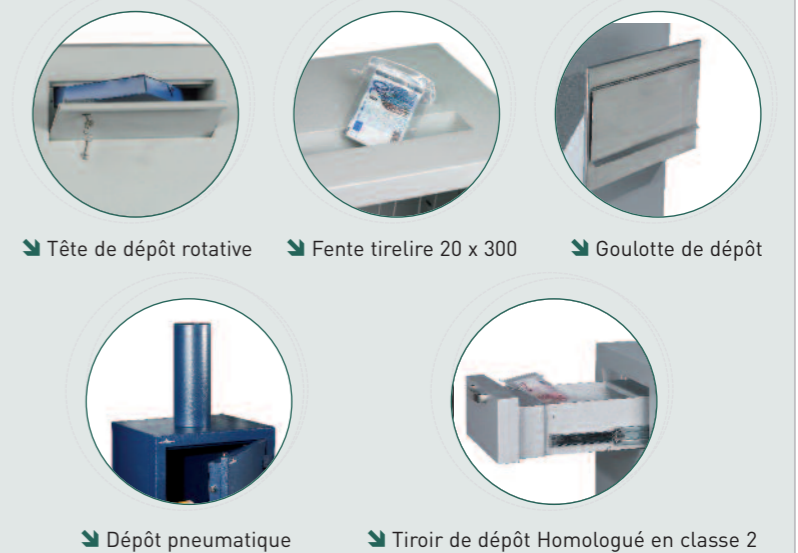 Tête de dépôt rotative
Fente tirelire 20 x 300
Goulotte de dépôt
Dépôt pneumatique
Tiroir de dépôt Homologué en classe 2